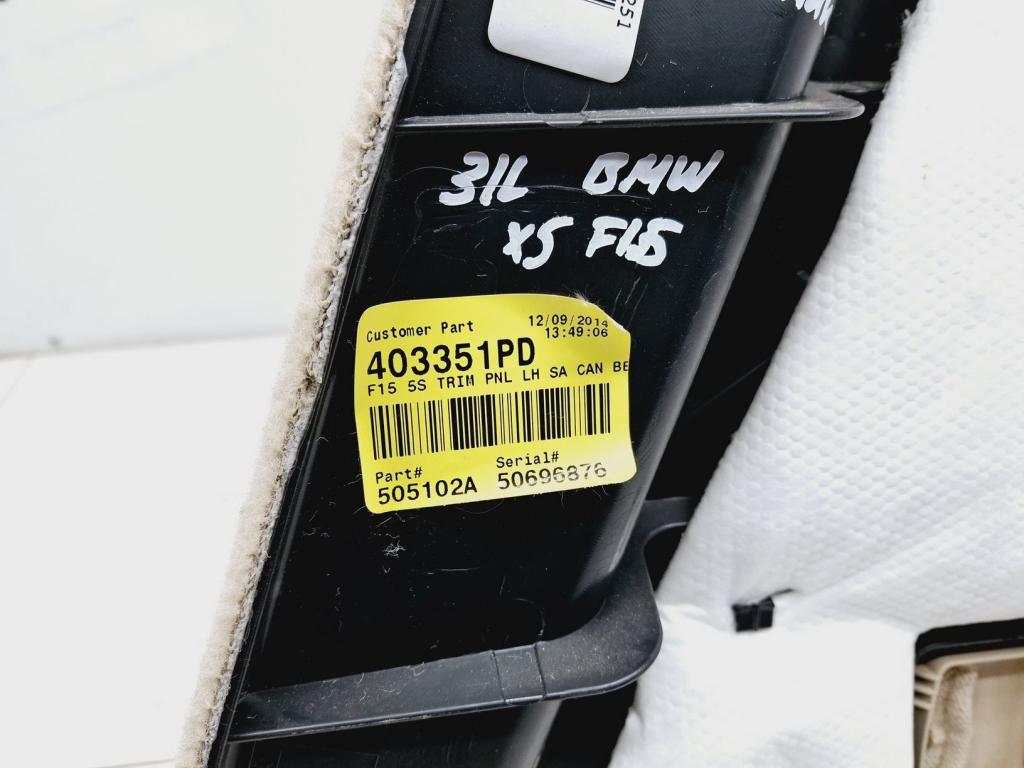 251
31L BMW
X5 F15
Customer Part
12/09/2014
13:49:06
403351PD
F15 5S TRIM PNL LH SA CAN BE
Part#
Serial#
505102A
50696876